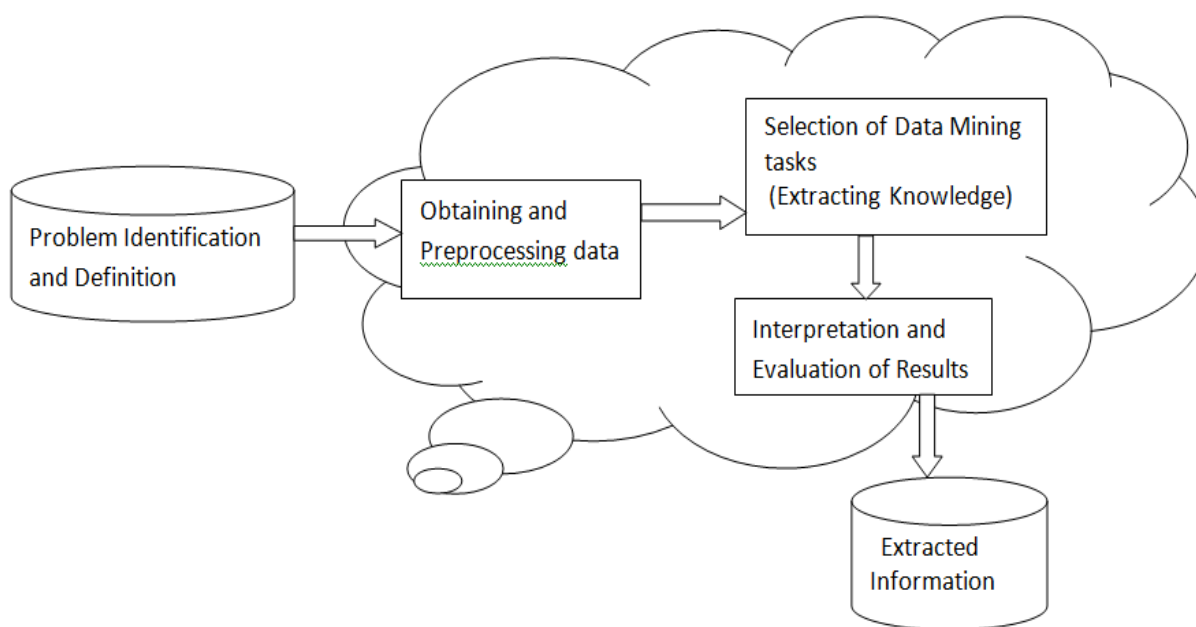 Problem Identification
and Definition
Obtaining and
Preprocessing data
Selection of Data Mining
tasks
(Extracting Knowledge)
Interpretation and
Evaluation of Results
Extracted
Information